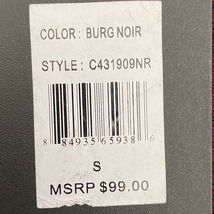 COLOR: BURG NOIR
STYLE: C431909NR
8 84935 65938 6
S
MSRP $99.00